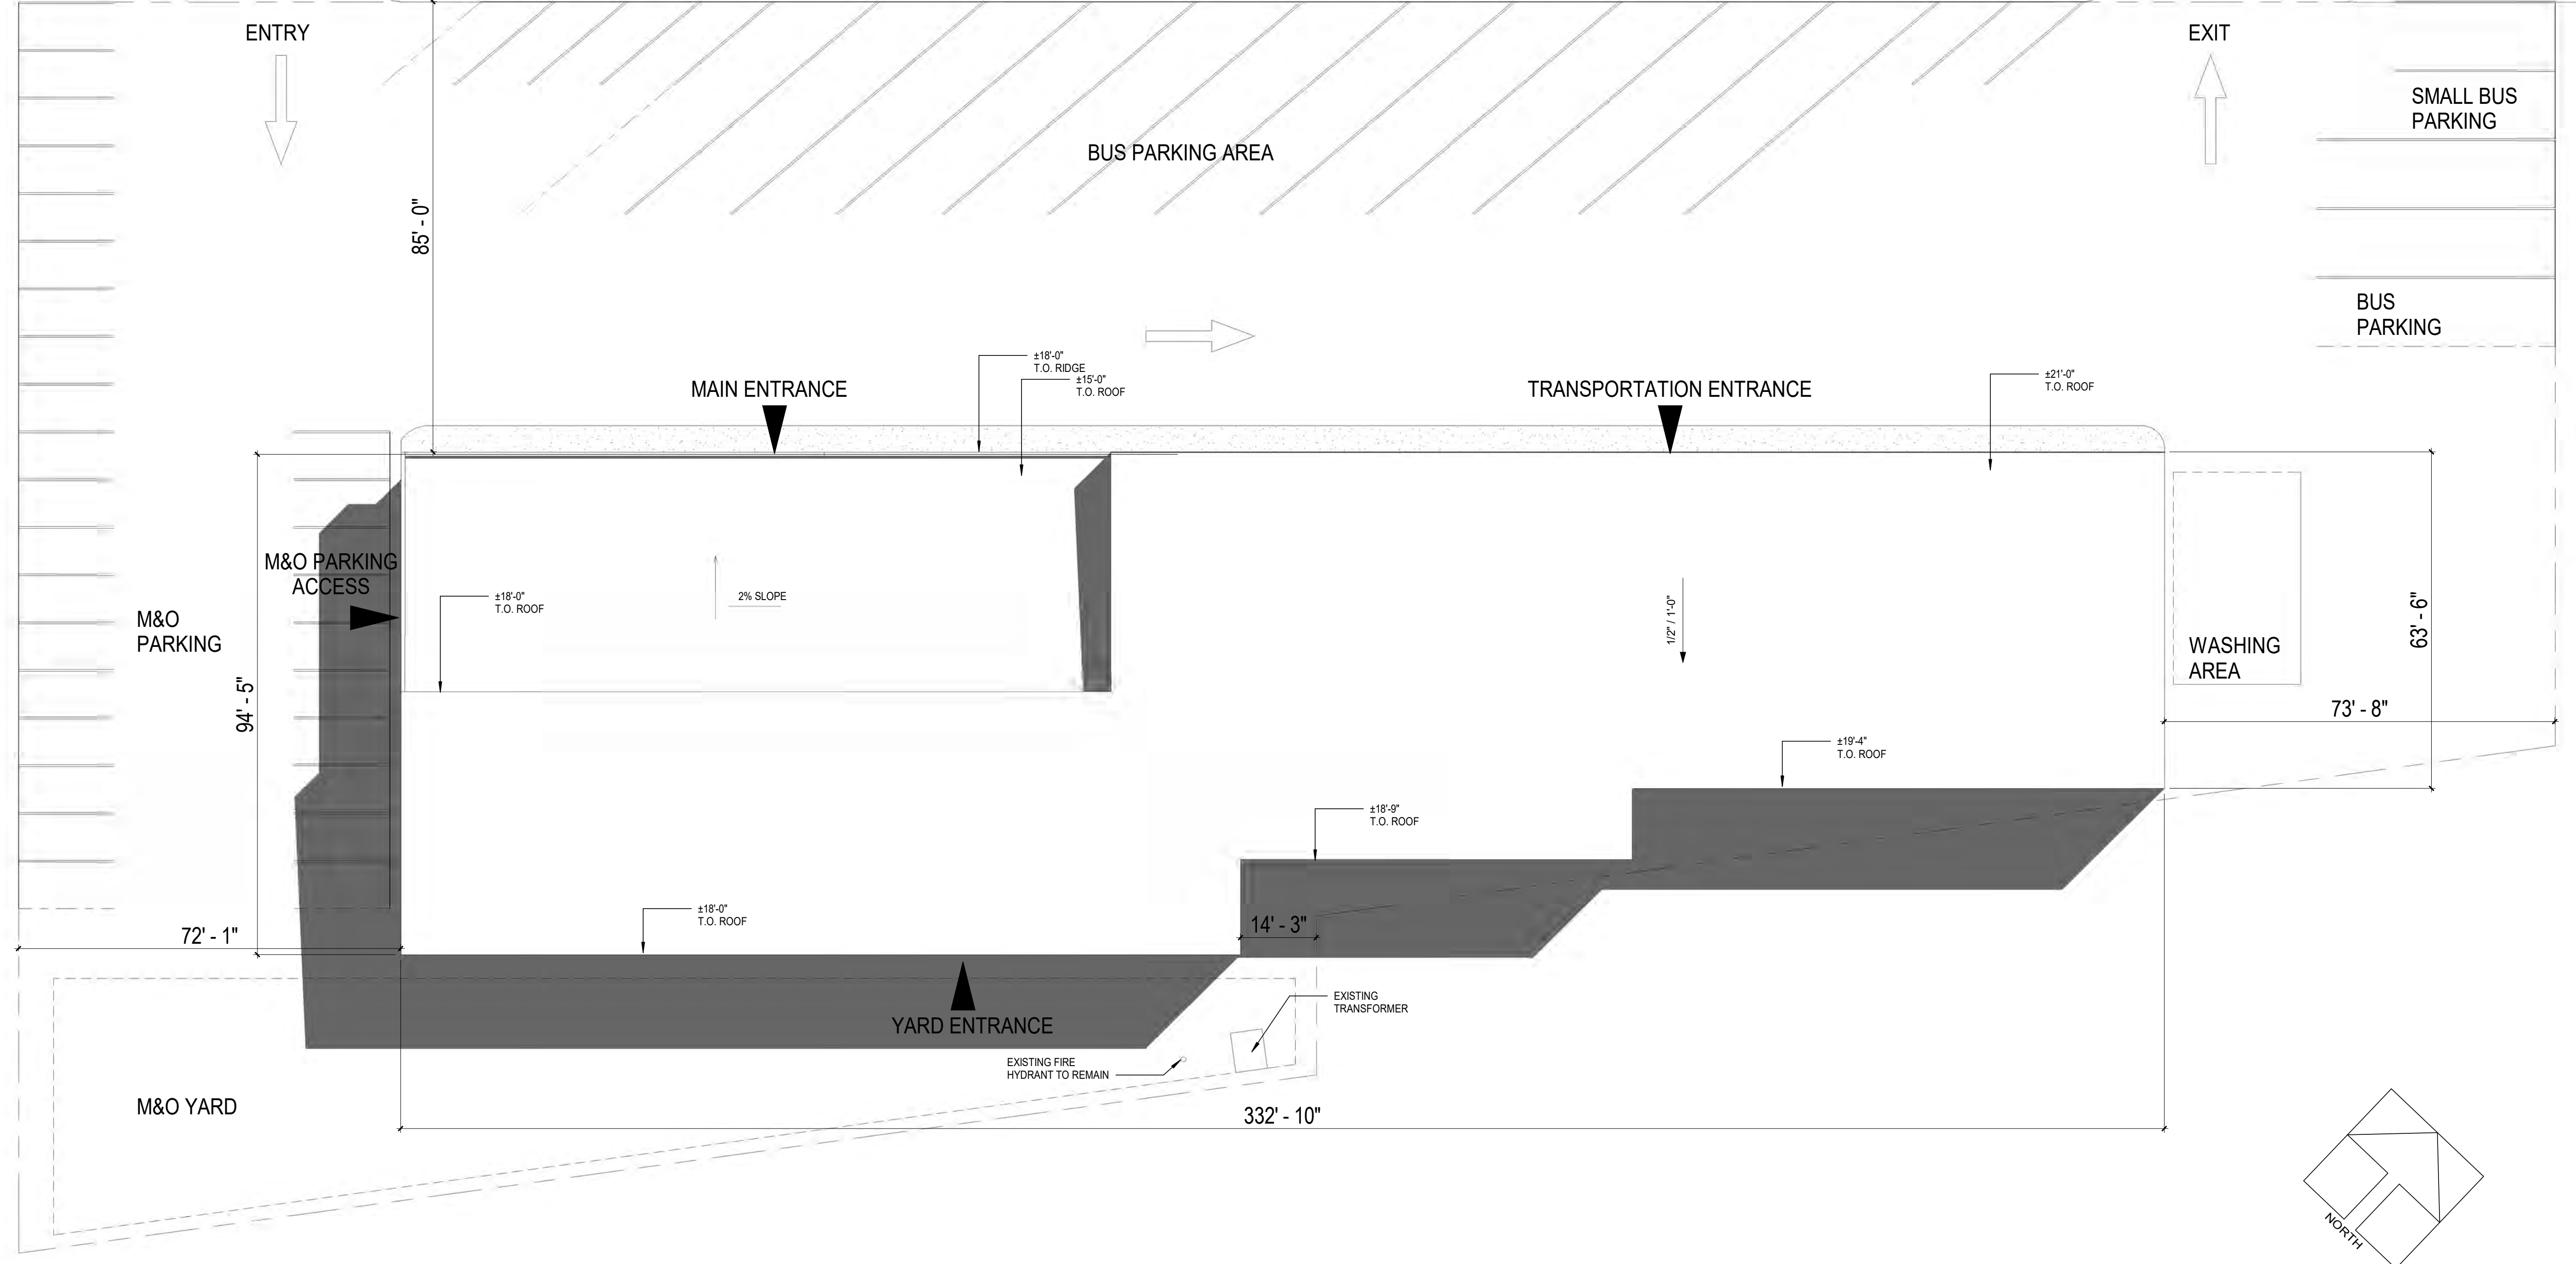 ENTRY
EXIT
SMALL BUS
PARKING
BUS PARKING AREA
85' - 0"
BUS
PARKING
±18'-0"
T.O. RIDGE
±15'-0"
T.O. ROOF
±21'-0"
T.O. ROOF
MAIN ENTRANCE
TRANSPORTATION ENTRANCE
M&O PARKING
ACCESS
±18'-0"
T.O. ROOF
2% SLOPE
1/2" / 1'-0"
63' - 6"
M&O
PARKING
WASHING
AREA
94' - 5"
73' - 8"
±19'-4"
T.O. ROOF
±18'-9"
T.O. ROOF
±18'-0"
T.O. ROOF
14' - 3"
72' - 1"
EXISTING
TRANSFORMER
YARD ENTRANCE
EXISTING FIRE
HYDRANT TO REMAIN
M&O YARD
332' - 10"
NORTH